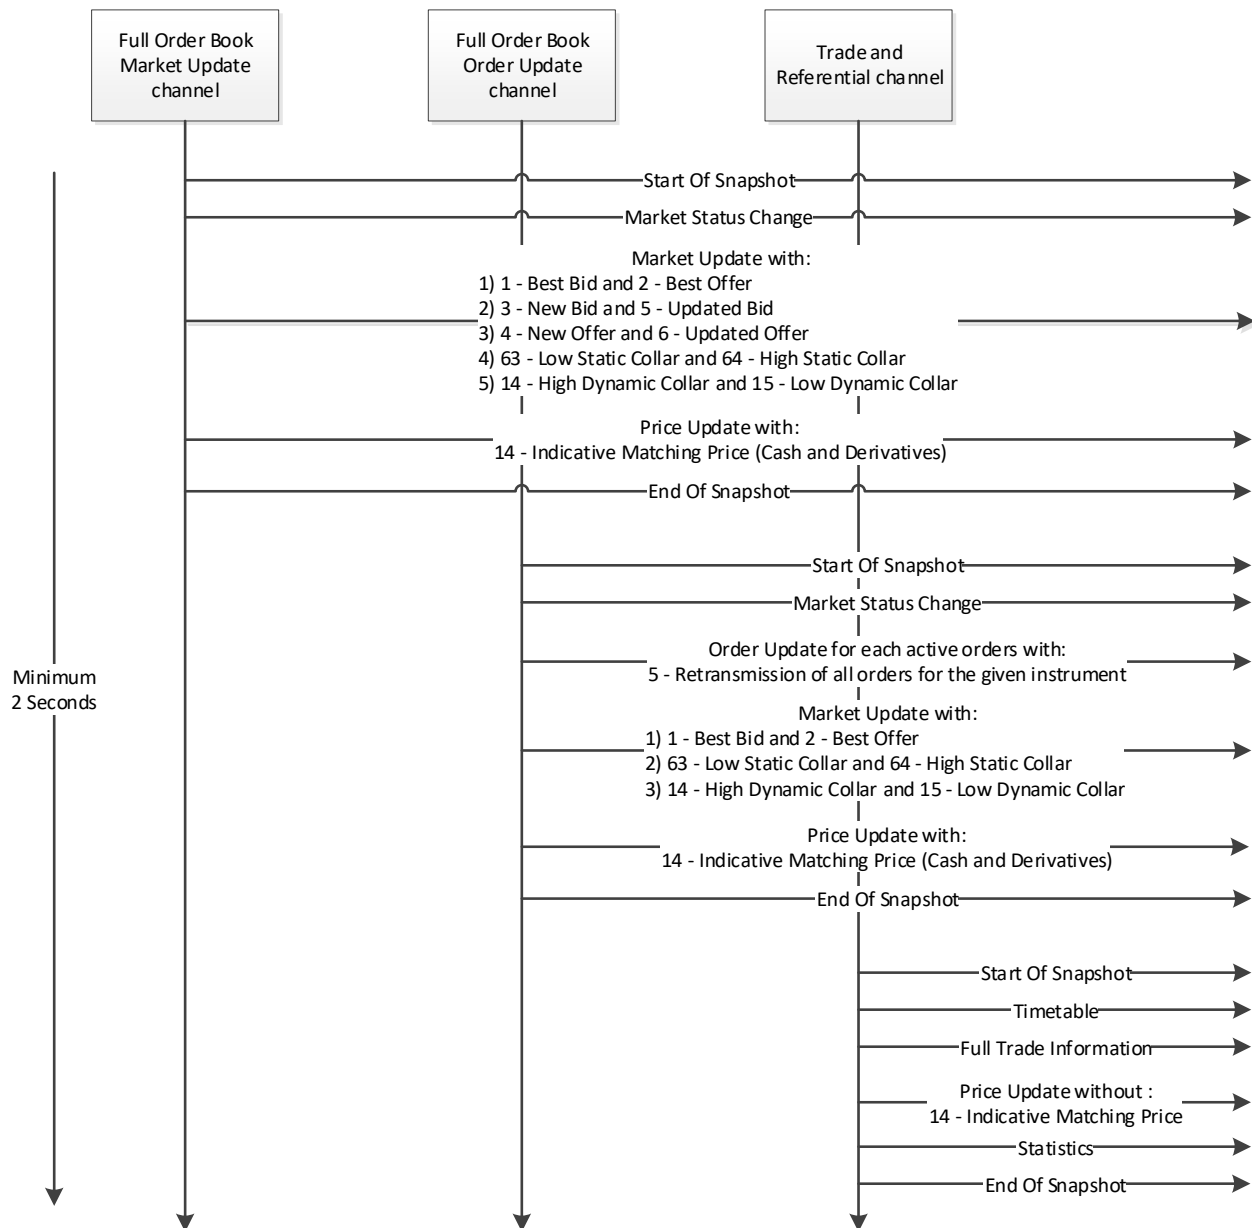 Full Order Book
Market Update
channel
Full Order Book
Order Update
channel
Trade and
Referential channel
Start Of Snapshot
Market Status Change
Market Update with:
1) 1 - Best Bid and 2 - Best Offer
2) 3 - New Bid and 5 - Updated Bid
3) 4 - New Offer and 6 - Updated Offer
4) 63 - Low Static Collar and 64 - High Static Collar
5) 14 - High Dynamic Collar and 15 - Low Dynamic Collar
Price Update with:
14 - Indicative Matching Price (Cash and Derivatives)
End Of Snapshot
Start Of Snapshot
Market Status Change
Order Update for each active orders with:
5 - Retransmission of all orders for the given instrument
Minimum
2 Seconds
Market Update with:
1) 1 - Best Bid and 2 - Best Offer
2) 63 - Low Static Collar and 64 - High Static Collar
3) 14 - High Dynamic Collar and 15 - Low Dynamic Collar
Price Update with:
14 - Indicative Matching Price (Cash and Derivatives)
End Of Snapshot
Start Of Snapshot
Timetable
Full Trade Information
Price Update without :
14 - Indicative Matching Price
Statistics
End Of Snapshot